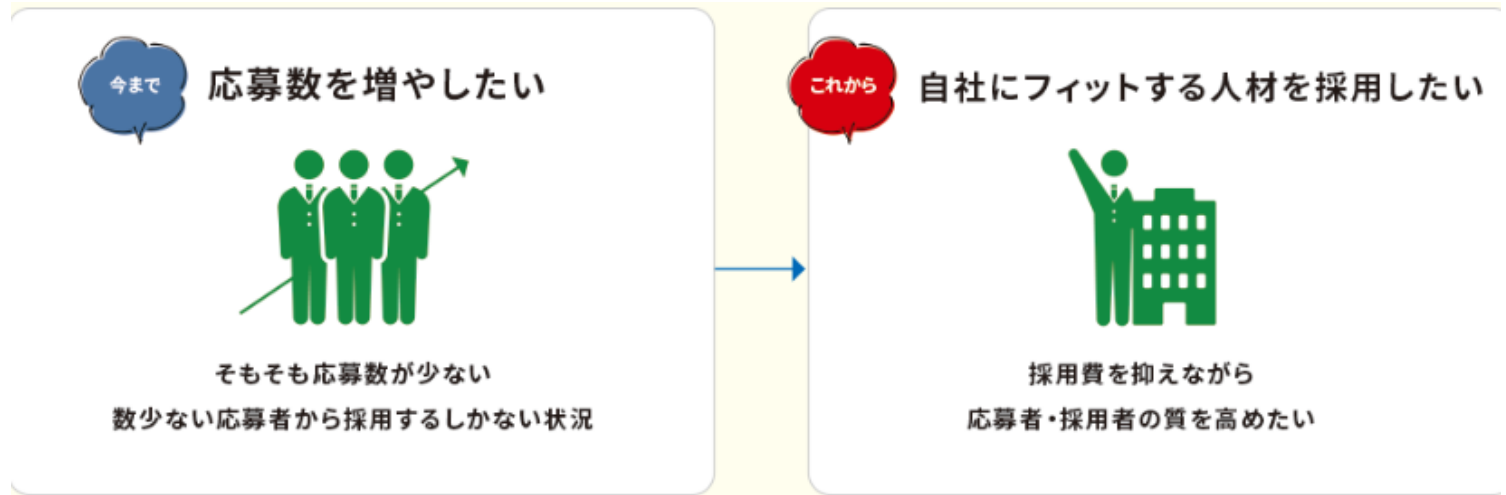 今まで
応募数を増やしたい
そもそも応募数が少ない
数少ない応募者から採用するしかない状況
これから
自社にフィットする人材を採用したい
採用費を抑えながら
応募者・採用者の質を高めたい